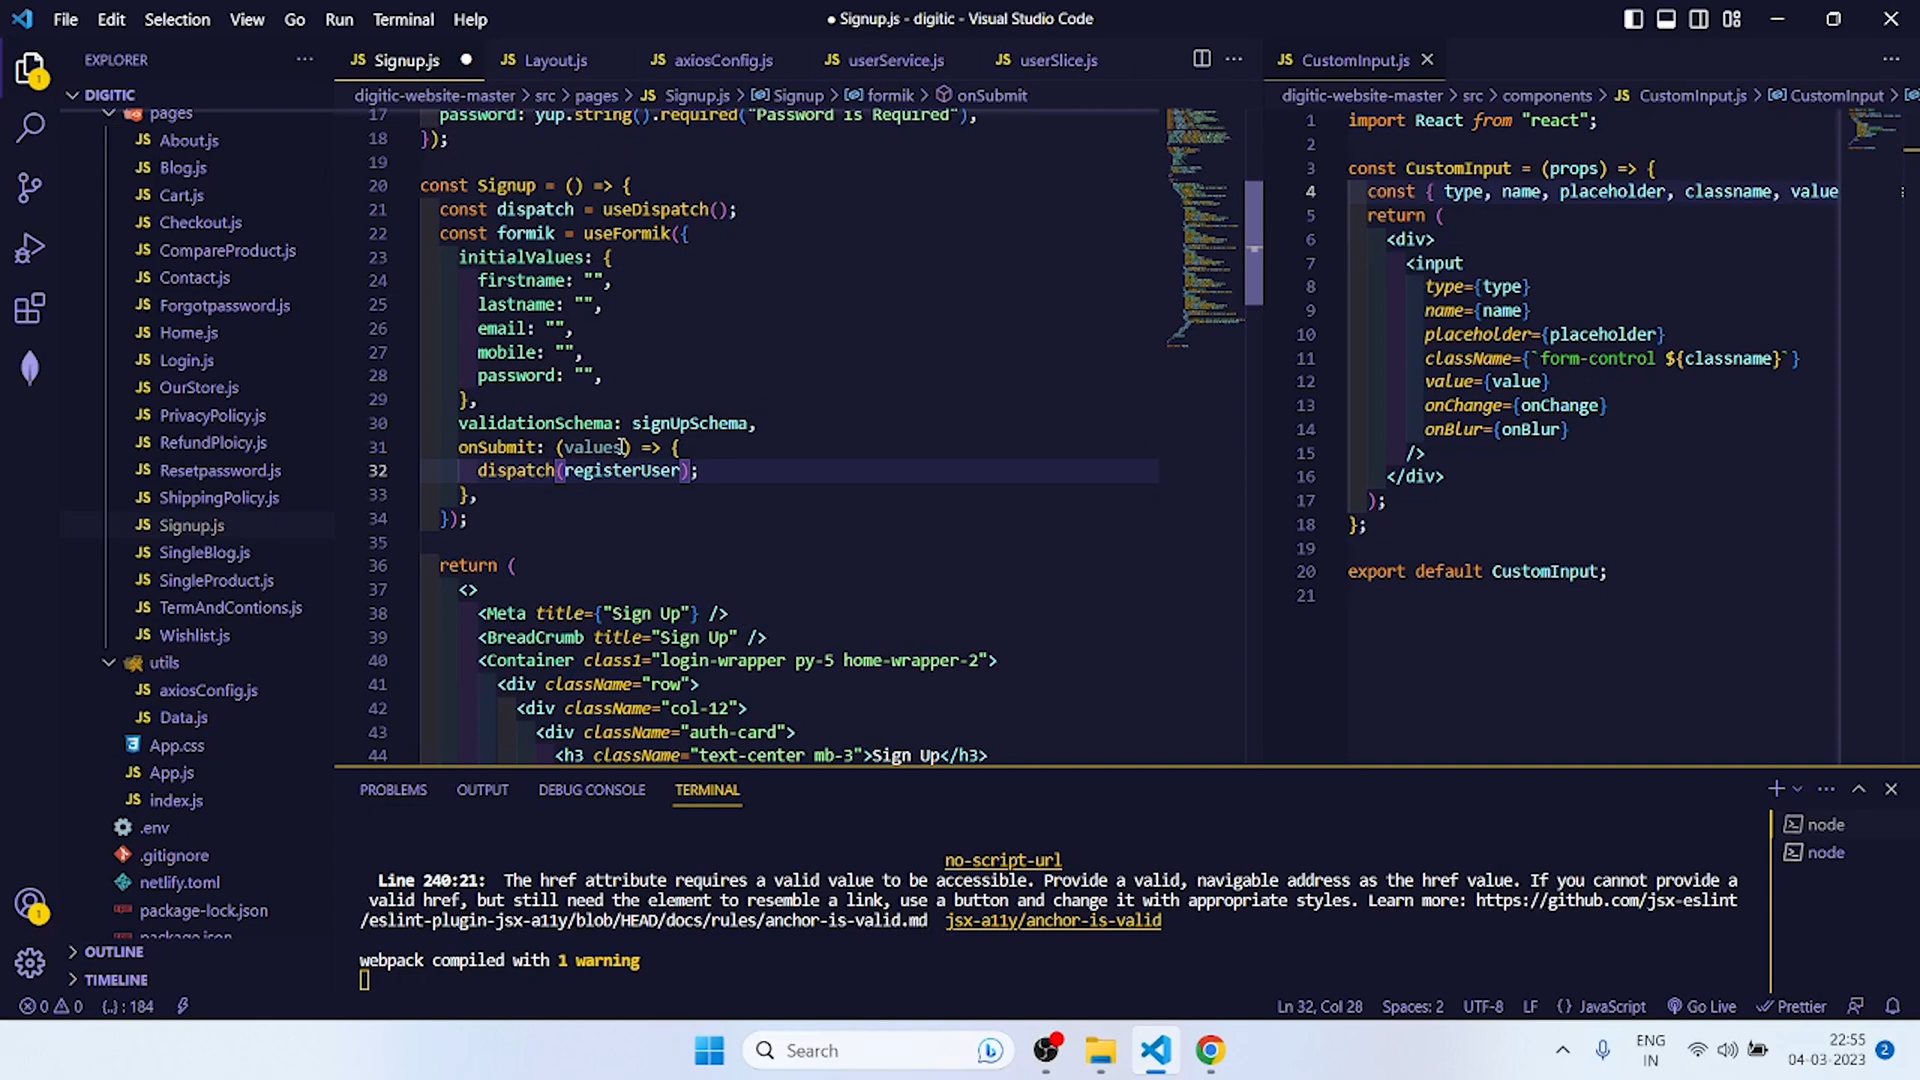 File Edit Selection View Go Run Terminal Help
● Signup.js - digitic - Visual Studio Code
EXPLORER ···
JS Signup.js ●
JS Layout.js
JS axiosConfig.js
JS userService.js
JS userSlice.js
JS CustomInput.js
DIGITIC
pages
JS About.js
JS Blog.js
JS Cart.js
JS Checkout.js
JS CompareProduct.js
JS Contact.js
JS Forgotpassword.js
JS Home.js
JS Login.js
JS OurStore.js
JS PrivacyPolicy.js
JS RefundPloicy.js
JS Resetpassword.js
JS ShippingPolicy.js
JS Signup.js
JS SingleBlog.js
JS SingleProduct.js
JS TermAndContions.js
JS Wishlist.js
utils
JS axiosConfig.js
JS Data.js
App.css
JS App.js
JS index.js
.env
.gitignore
netlify.toml
package-lock.json
package.json
OUTLINE
TIMELINE
digitic-website-master > src > pages > JS Signup.js > Signup > formik > onSubmit
17 password: yup.string().required("Password is Required"),
18 });
19
20 const Signup = () => {
21 const dispatch = useDispatch();
22 const formik = useFormik({
23 initialValues: {
24 firstname: "",
25 lastname: "",
26 email: "",
27 mobile: "",
28 password: "",
29 },
30 validationSchema: signUpSchema,
31 onSubmit: (values) => {
32 dispatch(registerUser);
33 },
34 });
35
36 return (
37 <>
38 <Meta title={"Sign Up"} />
39 <BreadCrumb title="Sign Up" />
40 <Container class1="login-wrapper py-5 home-wrapper-2">
41 <div className="row">
42 <div className="col-12">
43 <div className="auth-card">
44 <h3 className="text-center mb-3">Sign Up</h3>
digitic-website-master > src > components > JS CustomInput.js > CustomInput >
1 import React from "react";
2
3 const CustomInput = (props) => {
4 const { type, name, placeholder, classname, value
5 return (
6 <div>
7 <input
8 type={type}
9 name={name}
10 placeholder={placeholder}
11 className={`form-control ${classname}`}
12 value={value}
13 onChange={onChange}
14 onBlur={onBlur}
15 />
16 </div>
17 );
18 };
19
20 export default CustomInput;
21
PROBLEMS OUTPUT DEBUG CONSOLE TERMINAL
node
node
no-script-url
Line 240:21: The href attribute requires a valid value to be accessible. Provide a valid, navigable address as the href value. If you cannot provide a
valid href, but still need the element to resemble a link, use a button and change it with appropriate styles. Learn more: https://github.com/jsx-eslint
/eslint-plugin-jsx-a11y/blob/HEAD/docs/rules/anchor-is-valid.md jsx-a11y/anchor-is-valid
webpack compiled with 1 warning
0 0 {..} : 184
Ln 32, Col 28 Spaces: 2 UTF-8 LF {} JavaScript Go Live Prettier
Search
ENG
IN
22:55
04-03-2023
2
1
1